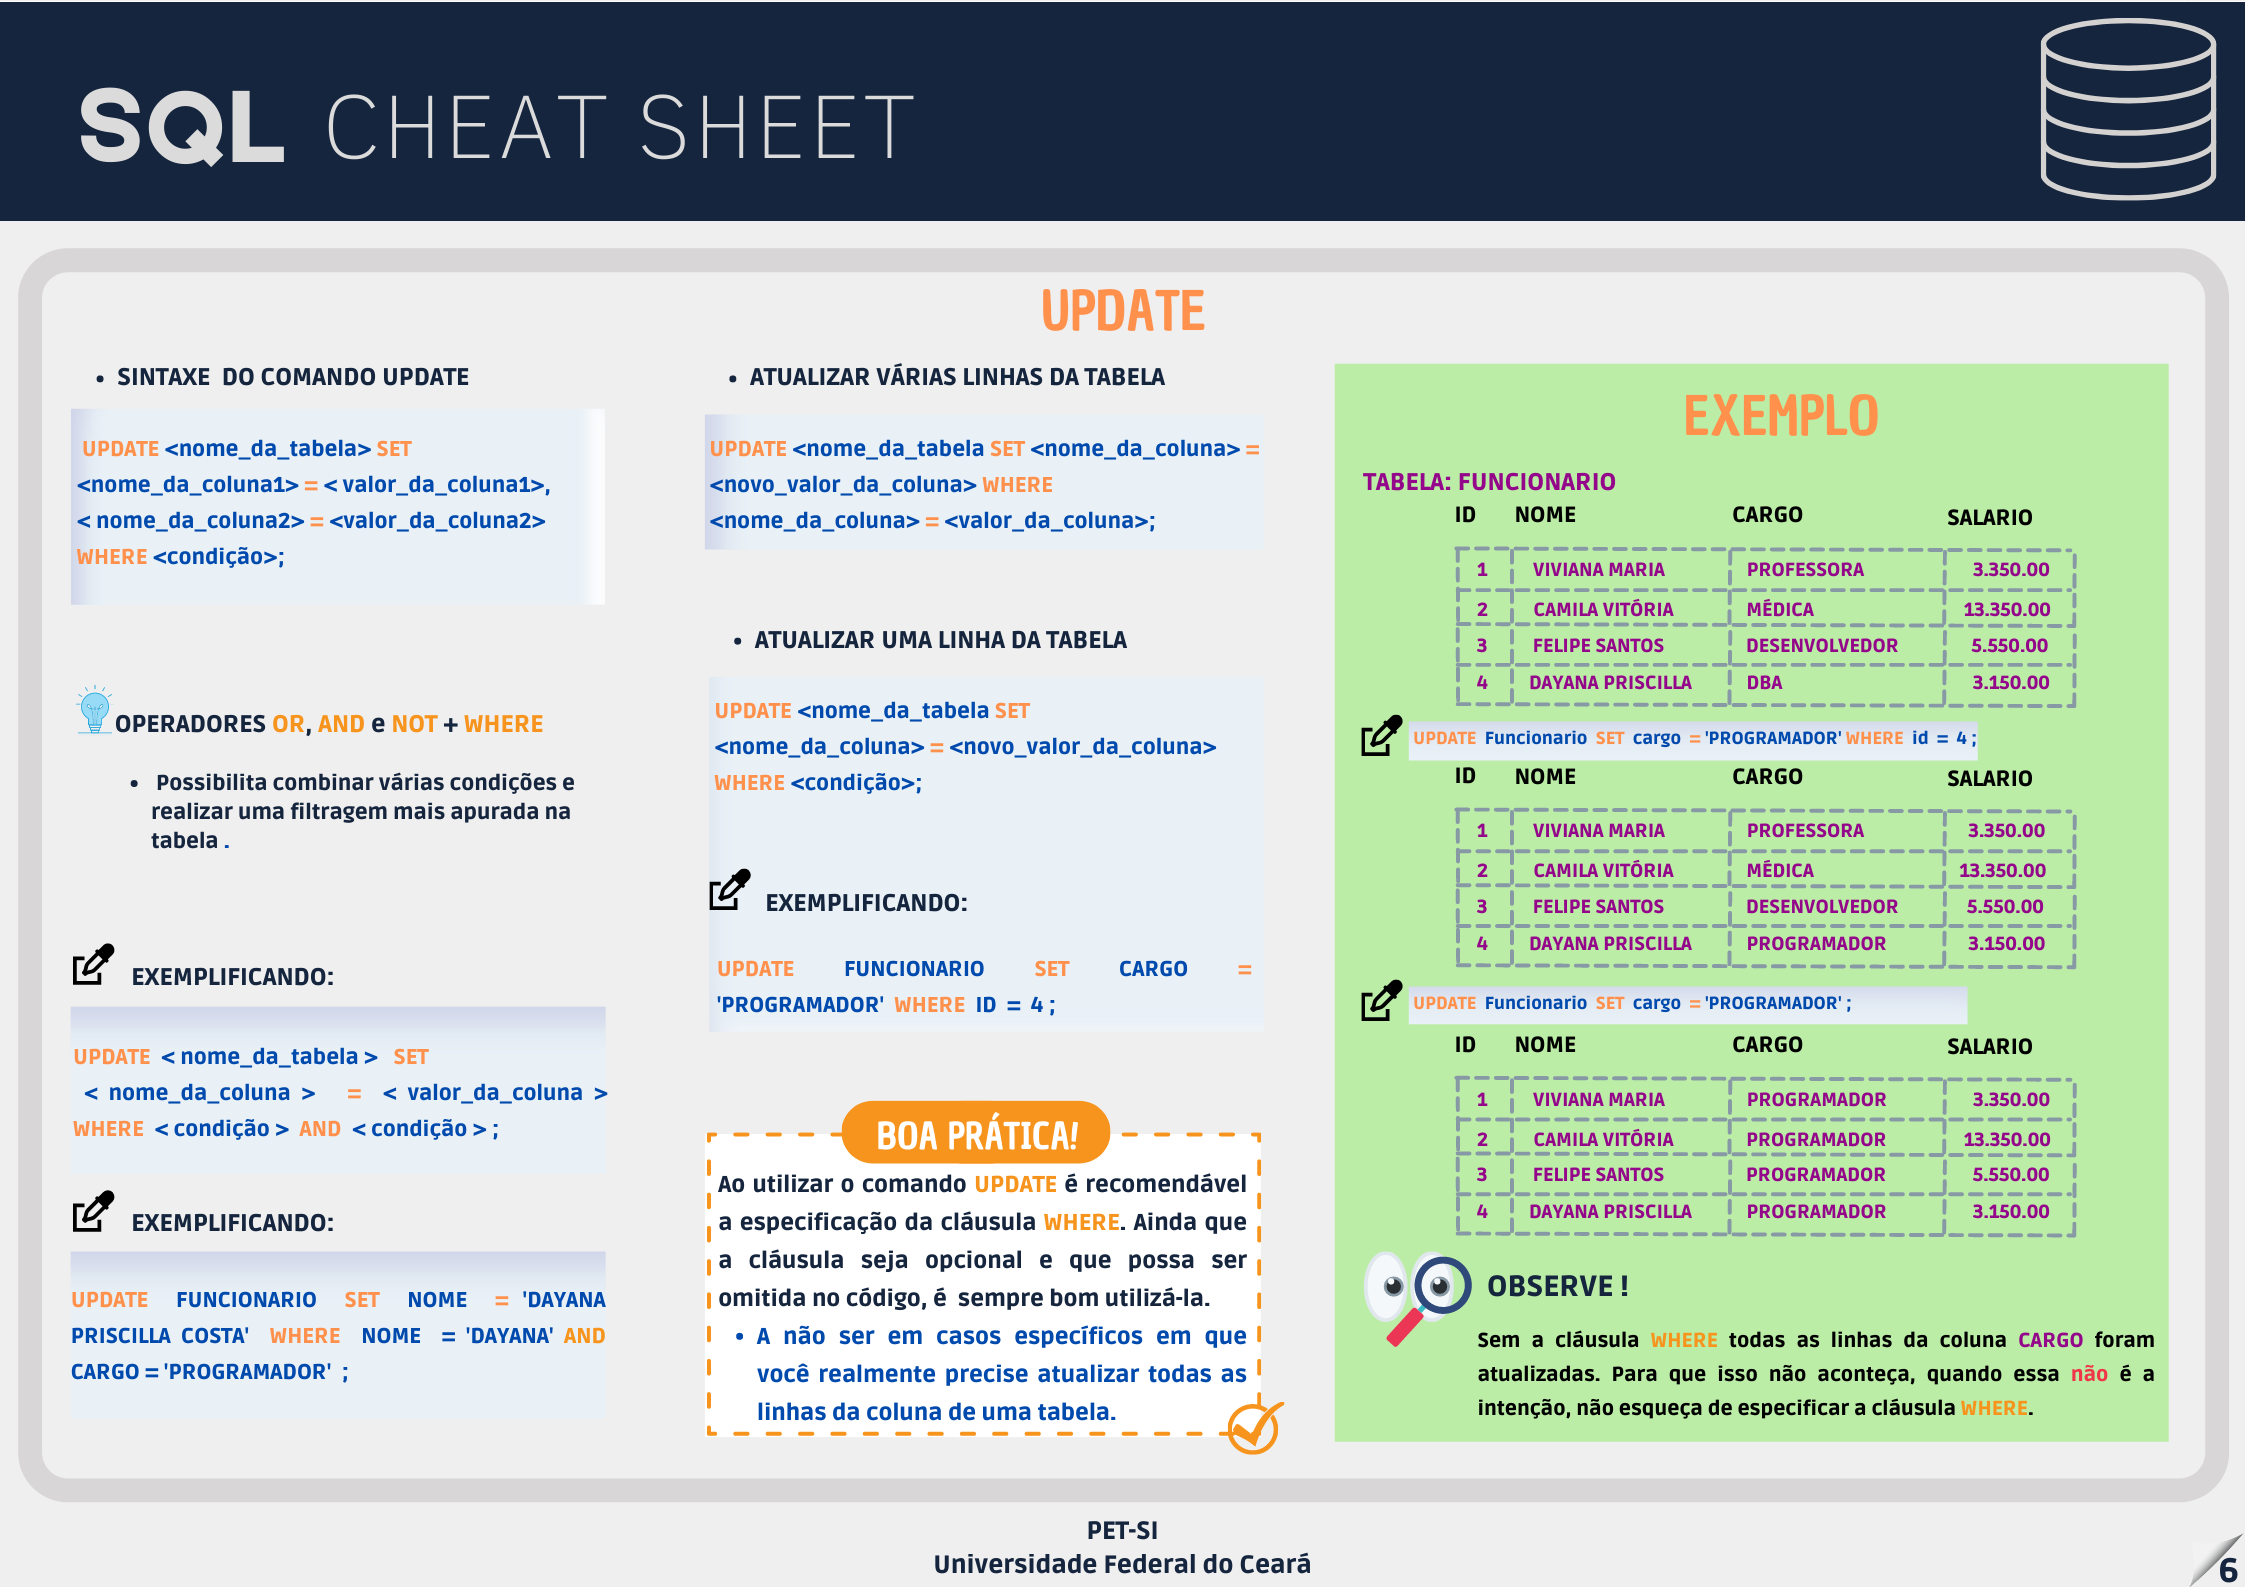 SQL CHEAT SHEET
UPDATE
• SINTAXE DO COMANDO UPDATE
UPDATE <nome_da_tabela> SET
<nome_da_coluna1> = < valor_da_coluna1>,
< nome_da_coluna2> = <valor_da_coluna2>
WHERE <condição>;
OPERADORES OR, AND e NOT + WHERE
• Possibilita combinar várias condições e
realizar uma filtragem mais apurada na
tabela .
EXEMPLIFICANDO:
UPDATE < nome_da_tabela > SET
< nome_da_coluna > = < valor_da_coluna >
WHERE < condição > AND < condição > ;
EXEMPLIFICANDO:
UPDATE FUNCIONARIO SET NOME = 'DAYANA
PRISCILLA COSTA' WHERE NOME = 'DAYANA' AND
CARGO = 'PROGRAMADOR' ;
• ATUALIZAR VÁRIAS LINHAS DA TABELA
UPDATE <nome_da_tabela SET <nome_da_coluna> =
<novo_valor_da_coluna> WHERE
<nome_da_coluna> = <valor_da_coluna>;
• ATUALIZAR UMA LINHA DA TABELA
UPDATE <nome_da_tabela SET
<nome_da_coluna> = <novo_valor_da_coluna>
WHERE <condição>;
EXEMPLIFICANDO:
UPDATE FUNCIONARIO SET CARGO =
'PROGRAMADOR' WHERE ID = 4 ;
BOA PRÁTICA!
Ao utilizar o comando UPDATE é recomendável
a especificação da cláusula WHERE. Ainda que
a cláusula seja opcional e que possa ser
omitida no código, é sempre bom utilizá-la.
• A não ser em casos específicos em que
você realmente precise atualizar todas as
linhas da coluna de uma tabela.
EXEMPLO
TABELA: FUNCIONARIO
ID NOME CARGO SALARIO
1 VIVIANA MARIA PROFESSORA 3.350.00
2 CAMILA VITÓRIA MÉDICA 13.350.00
3 FELIPE SANTOS DESENVOLVEDOR 5.550.00
4 DAYANA PRISCILLA DBA 3.150.00
UPDATE Funcionario SET cargo = 'PROGRAMADOR' WHERE id = 4 ;
ID NOME CARGO SALARIO
1 VIVIANA MARIA PROFESSORA 3.350.00
2 CAMILA VITÓRIA MÉDICA 13.350.00
3 FELIPE SANTOS DESENVOLVEDOR 5.550.00
4 DAYANA PRISCILLA PROGRAMADOR 3.150.00
UPDATE Funcionario SET cargo = 'PROGRAMADOR' ;
ID NOME CARGO SALARIO
1 VIVIANA MARIA PROGRAMADOR 3.350.00
2 CAMILA VITÓRIA PROGRAMADOR 13.350.00
3 FELIPE SANTOS PROGRAMADOR 5.550.00
4 DAYANA PRISCILLA PROGRAMADOR 3.150.00
OBSERVE !
Sem a cláusula WHERE todas as linhas da coluna CARGO foram
atualizadas. Para que isso não aconteça, quando essa não é a
intenção, não esqueça de especificar a cláusula WHERE.
PET-SI
Universidade Federal do Ceará
6